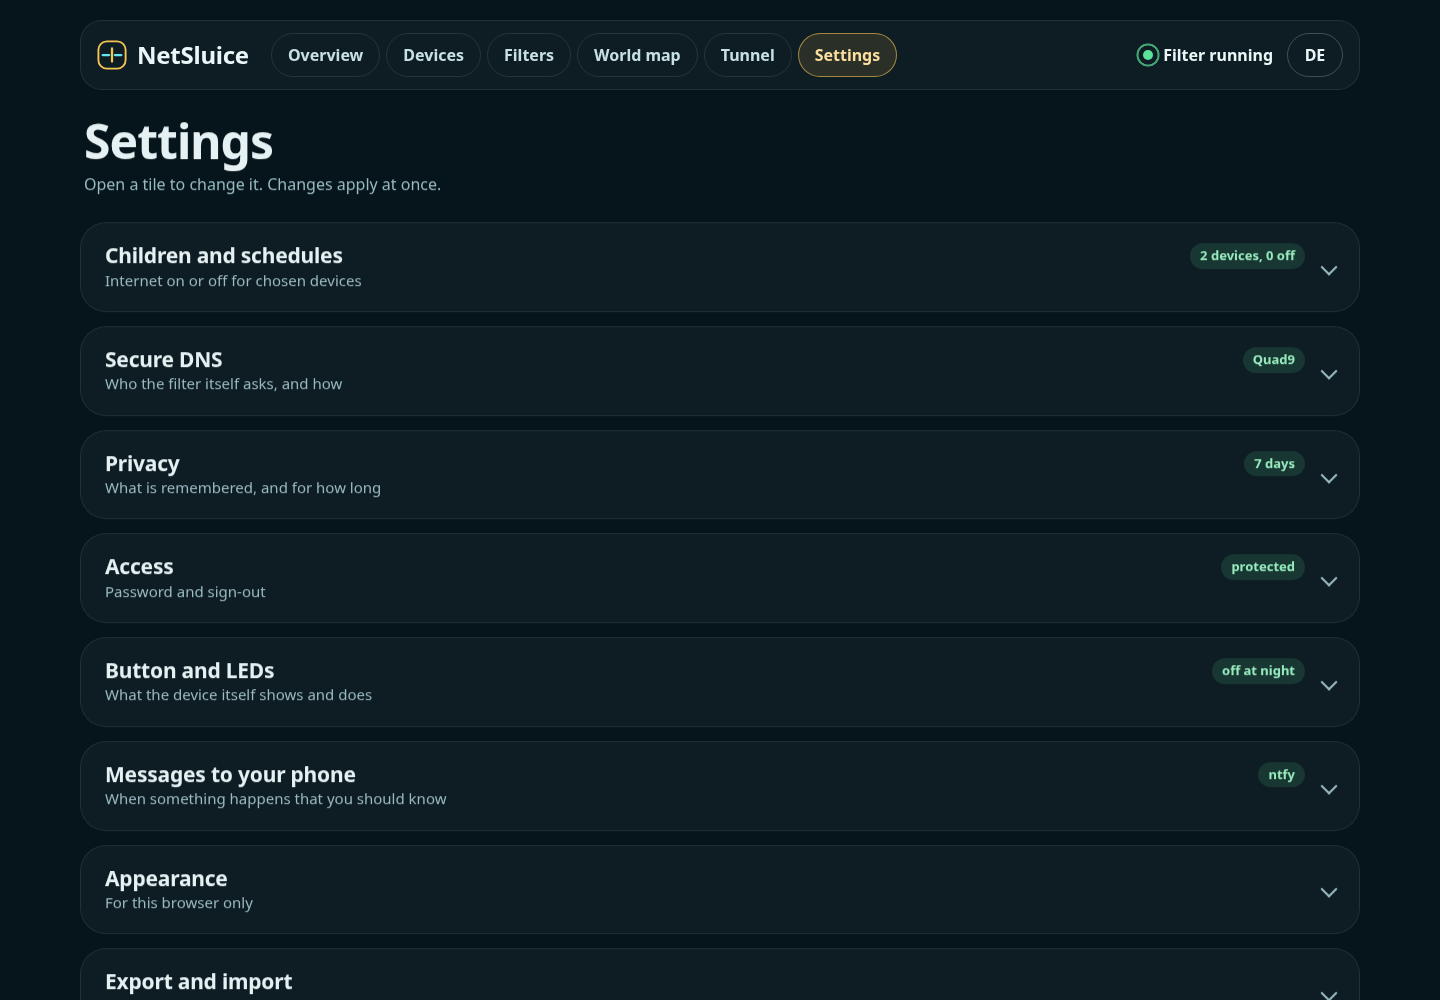 NetSluice
Overview
Devices
Filters
World map
Tunnel
Settings
Filter running
DE
Settings
Open a tile to change it. Changes apply at once.
Children and schedules
2 devices, 0 off
Internet on or off for chosen devices
Secure DNS
Quad9
Who the filter itself asks, and how
Privacy
7 days
What is remembered, and for how long
Access
protected
Password and sign-out
Button and LEDs
off at night
What the device itself shows and does
Messages to your phone
ntfy
When something happens that you should know
Appearance
For this browser only
Export and import